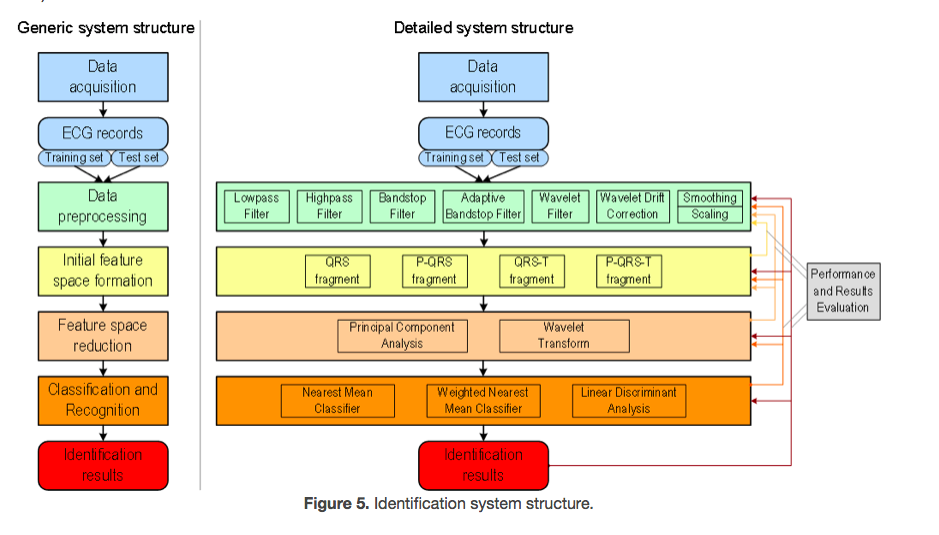 Generic system structure
Data
acquisition
ECG records
Training set
Test set
Data
preprocessing
Initial feature
space formation
Feature space
reduction
Classification and
Recognition
Identification
results
Detailed system structure
Data
acquisition
ECG records
Training set
Test set
Lowpass
Filter
Highpass
Filter
Bandstop
Filter
Adaptive
Bandstop Filter
Wavelet
Filter
Wavelet Drift
Correction
Smoothing
Scaling
QRS
fragment
P-QRS
fragment
QRS-T
fragment
P-QRS-T
fragment
Principal Component
Analysis
Wavelet
Transform
Nearest Mean
Classifier
Weighted Nearest
Mean Classifier
Linear Discriminant
Analysis
Identification
results
Performance
and Results
Evaluation
Figure 5. Identification system structure.